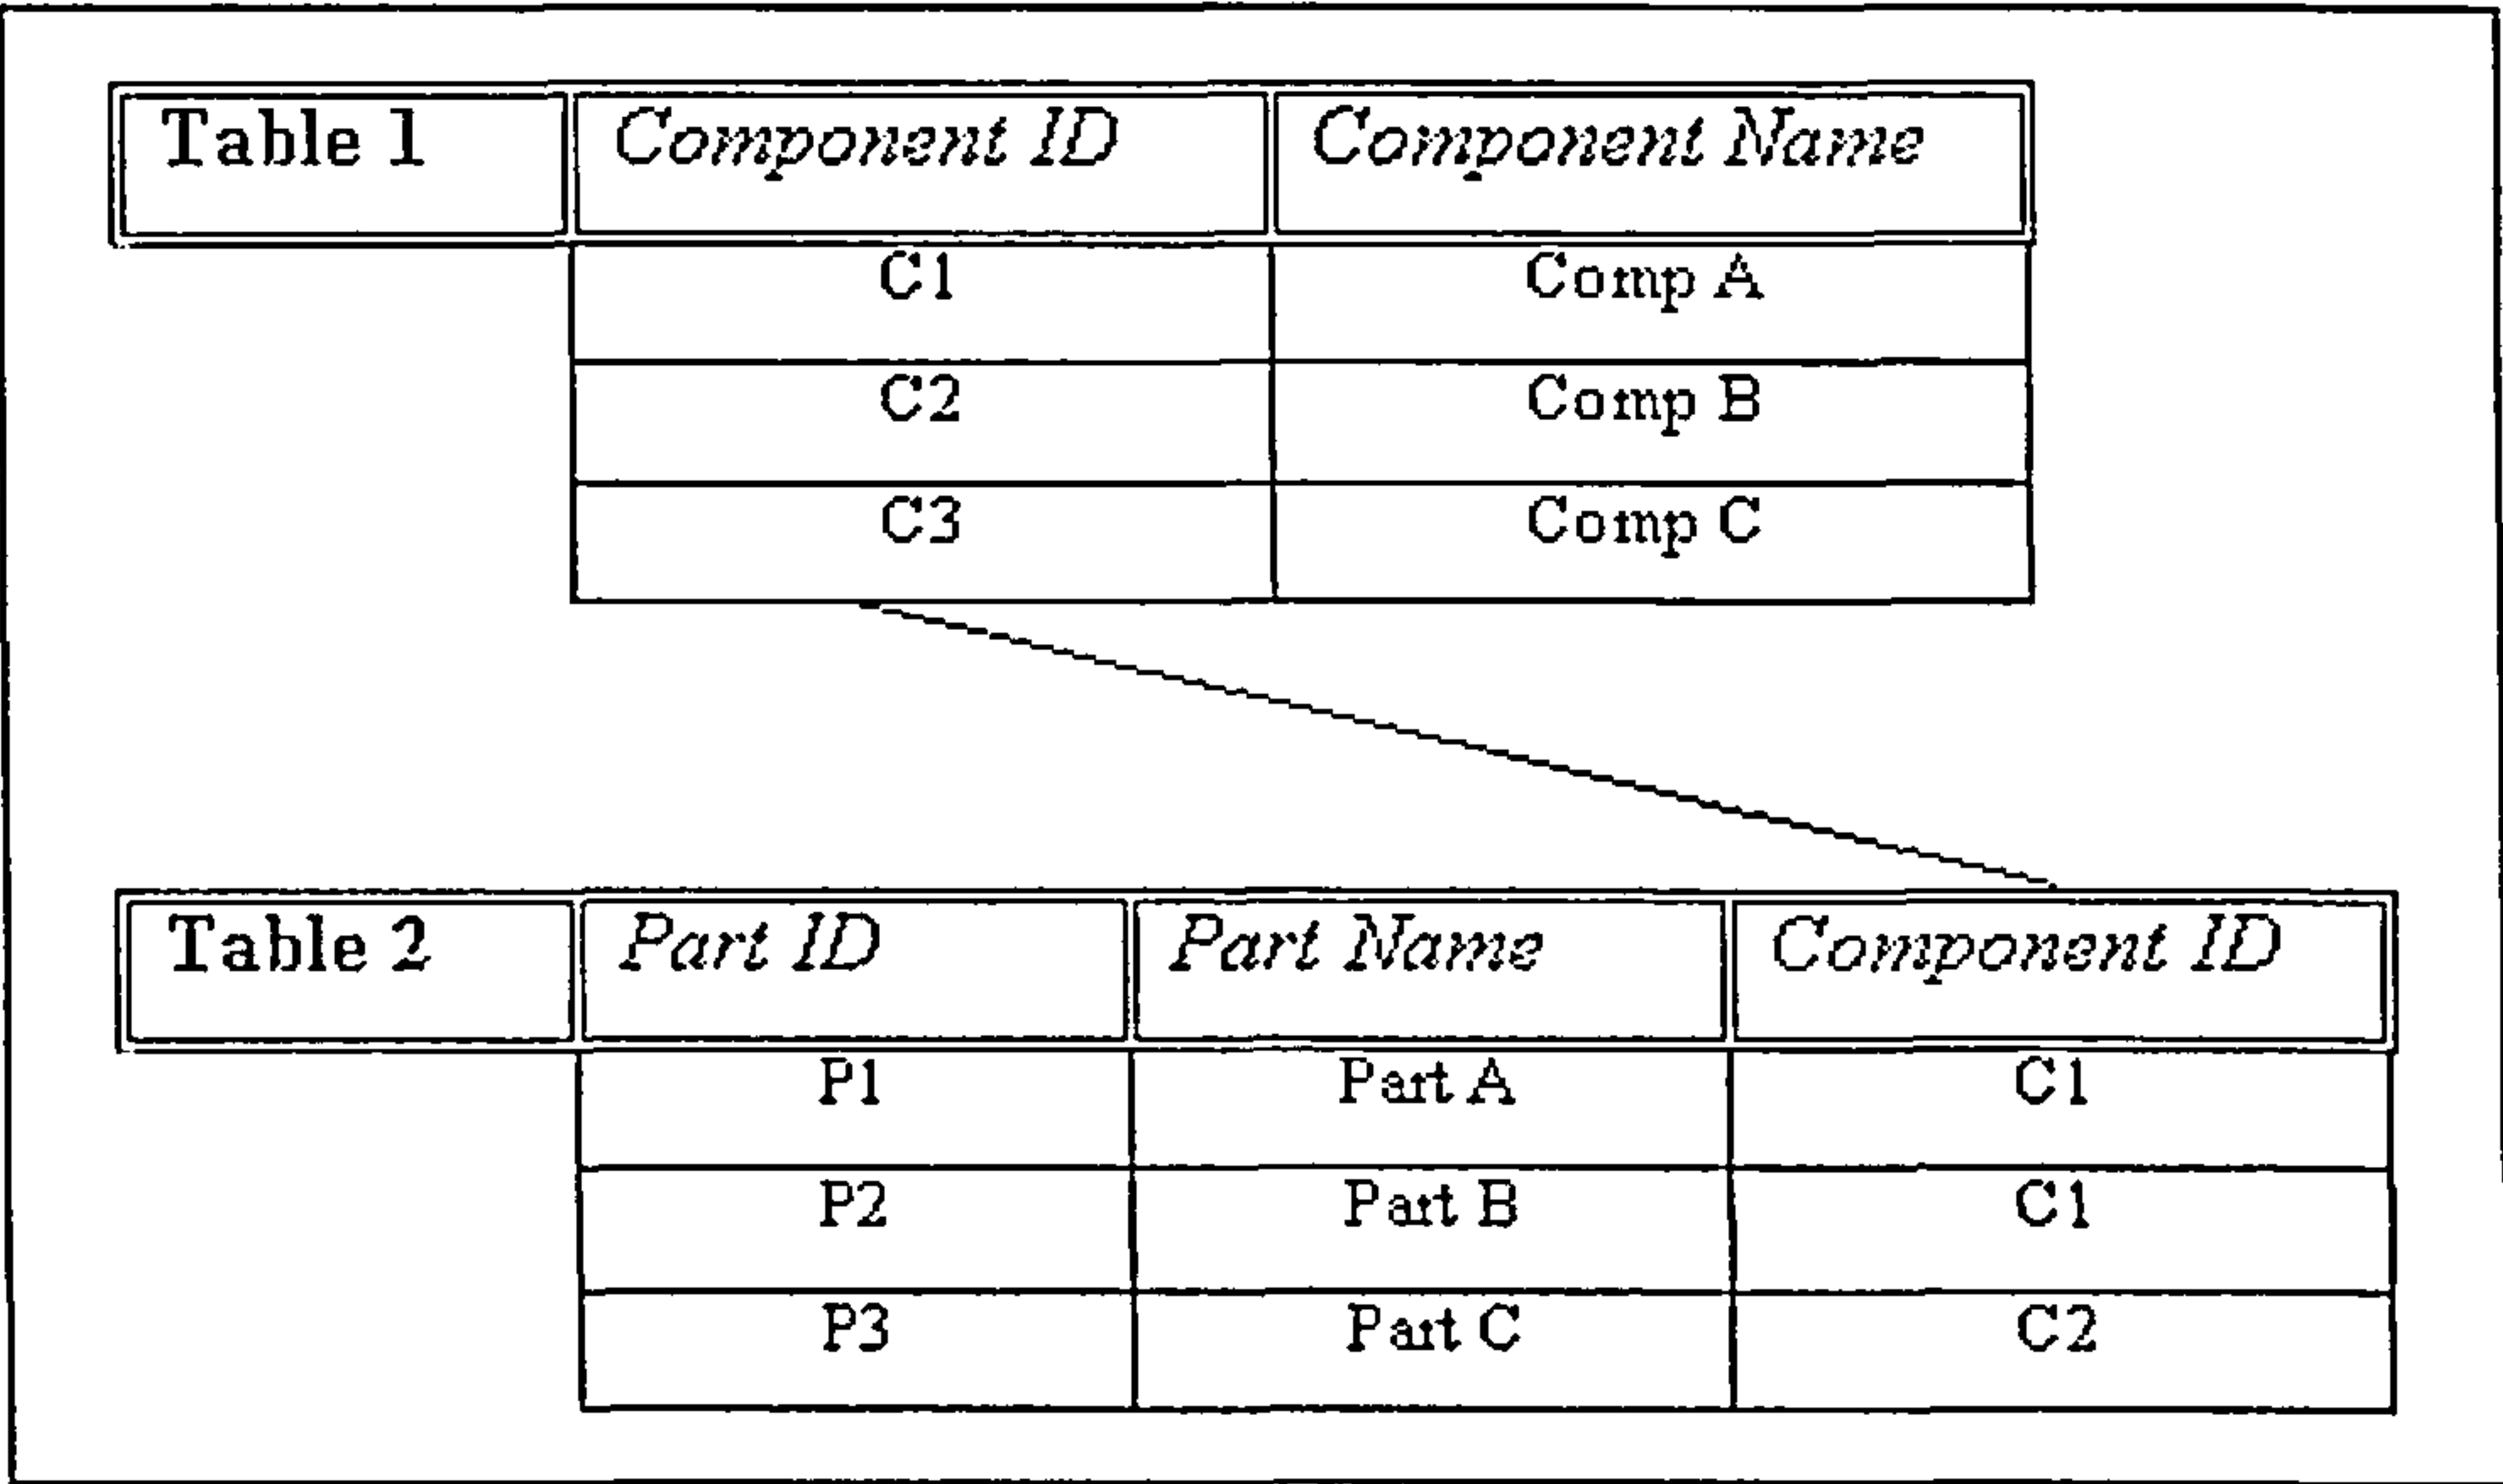 Table 1 Component ID Component Name
C1 Comp A
C2 Comp B
C3 Comp C
Table 2 Part ID Part Name Component ID
P1 Part A C1
P2 Part B C1
P3 Part C C2